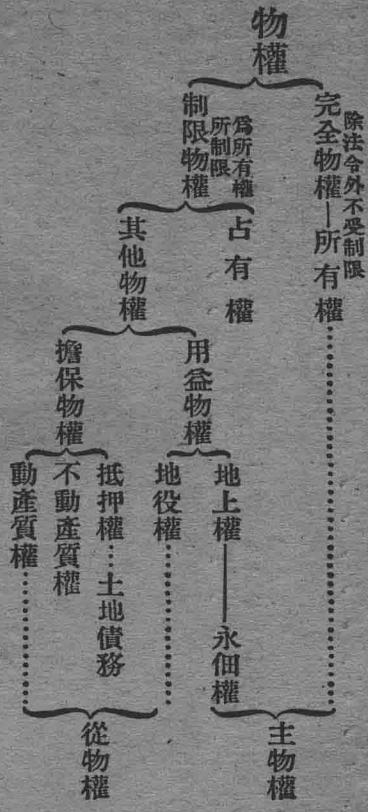 物權
除法令外不受制限
完全物權—所有權
爲所有權
所制限
制限物權
占有權
其他物權
用益物權
地上權——永佃權
地役權
擔保物權
抵押權…土地債務
不動產質權
動產質權
主物權
從物權